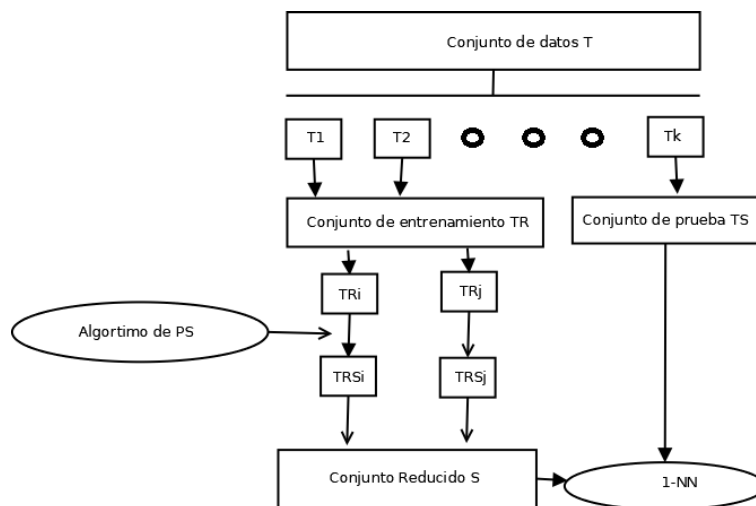 Conjunto de datos T
T1
T2
Tk
Conjunto de entrenamiento TR
Conjunto de prueba TS
TRi
TRj
Algortimo de PS
TRSi
TRSj
Conjunto Reducido S
1-NN